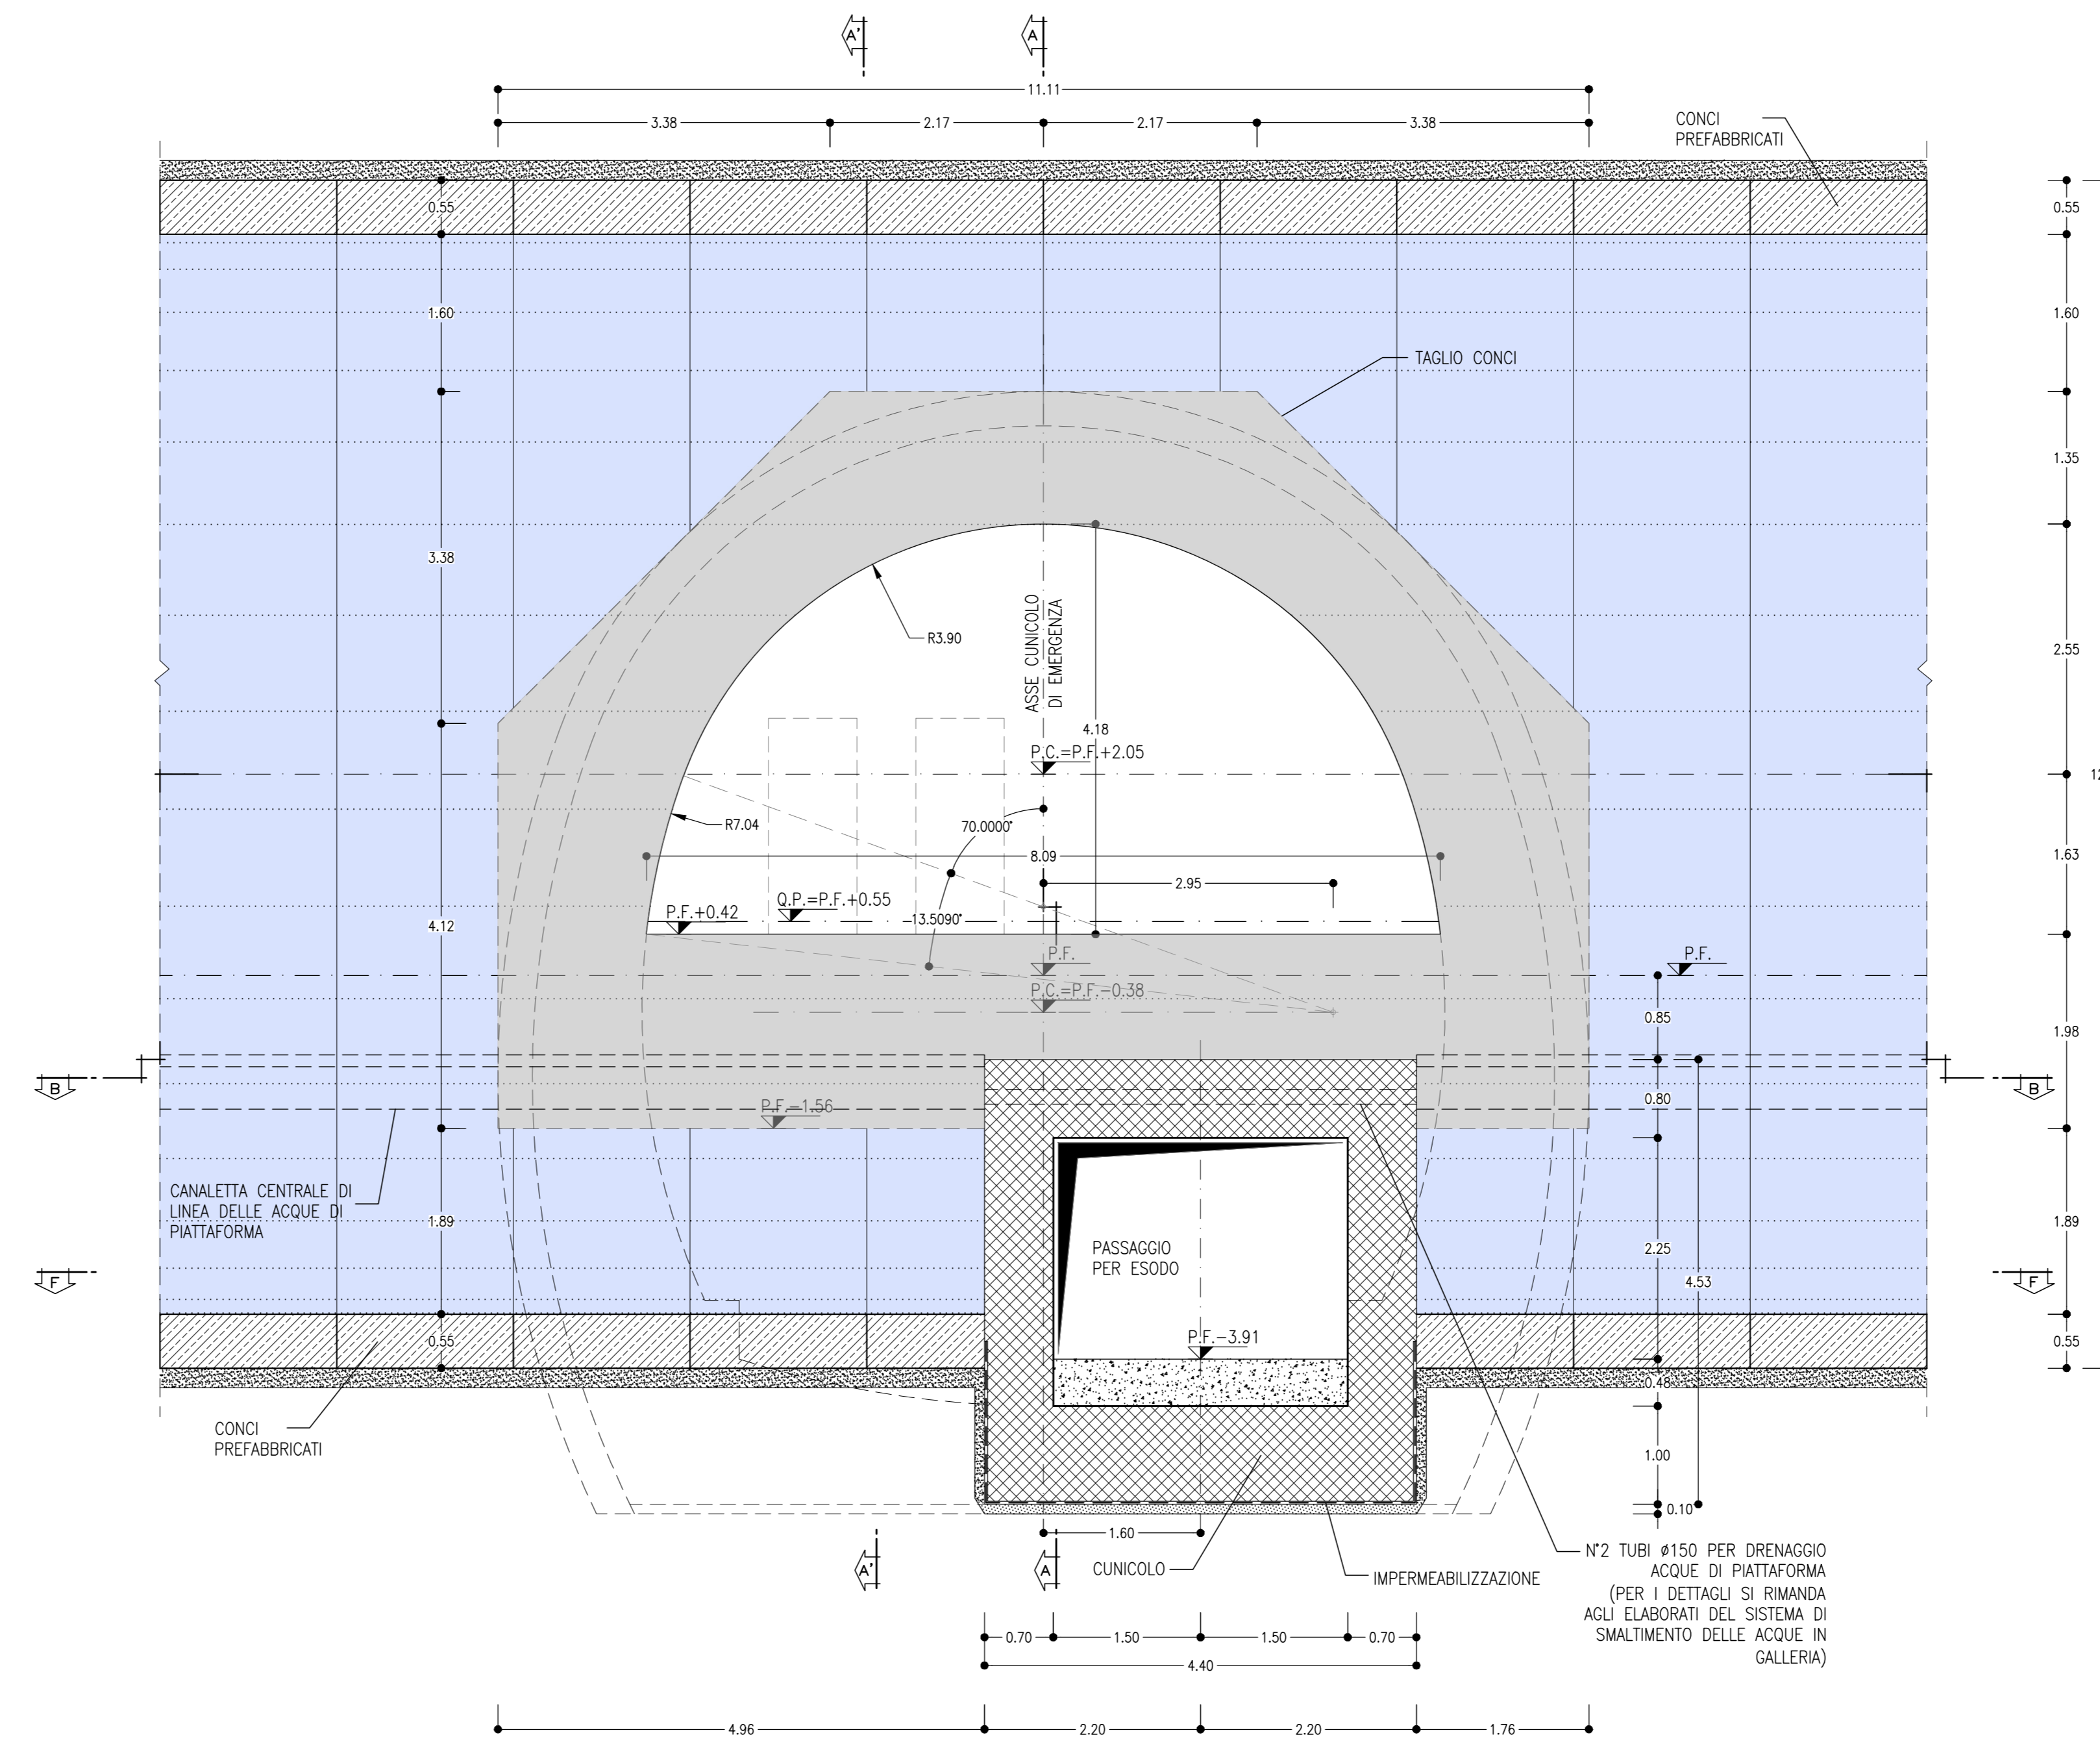 A'
A
11.11
3.38
2.17
2.17
3.38
CONCI
PREFABBRICATI
0.55
0.55
1.60
1.60
TAGLIO CONCI
1.35
3.38
R3.90
ASSE CUNICOLO
DI EMERGENZA
2.55
4.18
P.C.=P.F.+2.05
R7.04
70.0000°
8.09
1.63
2.95
Q.P.=P.F.+0.55
P.F.+0.42
13.5090°
4.12
P.F.
P.F.
P.C.=P.F.-0.38
0.85
1.98
B
B
0.80
P.F.-1.56
CANALETTA CENTRALE DI
LINEA DELLE ACQUE DI
PIATTAFORMA
1.89
1.89
PASSAGGIO
PER ESODO
2.25
4.53
F
F
P.F.-3.91
0.55
0.55
0.48
CONCI
PREFABBRICATI
1.00
0.10
1.60
A'
A
CUNICOLO
IMPERMEABILIZZAZIONE
N°2 TUBI ø150 PER DRENAGGIO
ACQUE DI PIATTAFORMA
(PER I DETTAGLI SI RIMANDA
AGLI ELABORATI DEL SISTEMA DI
SMALTIMENTO DELLE ACQUE IN
GALLERIA)
0.70
1.50
1.50
0.70
4.40
4.96
2.20
2.20
1.76